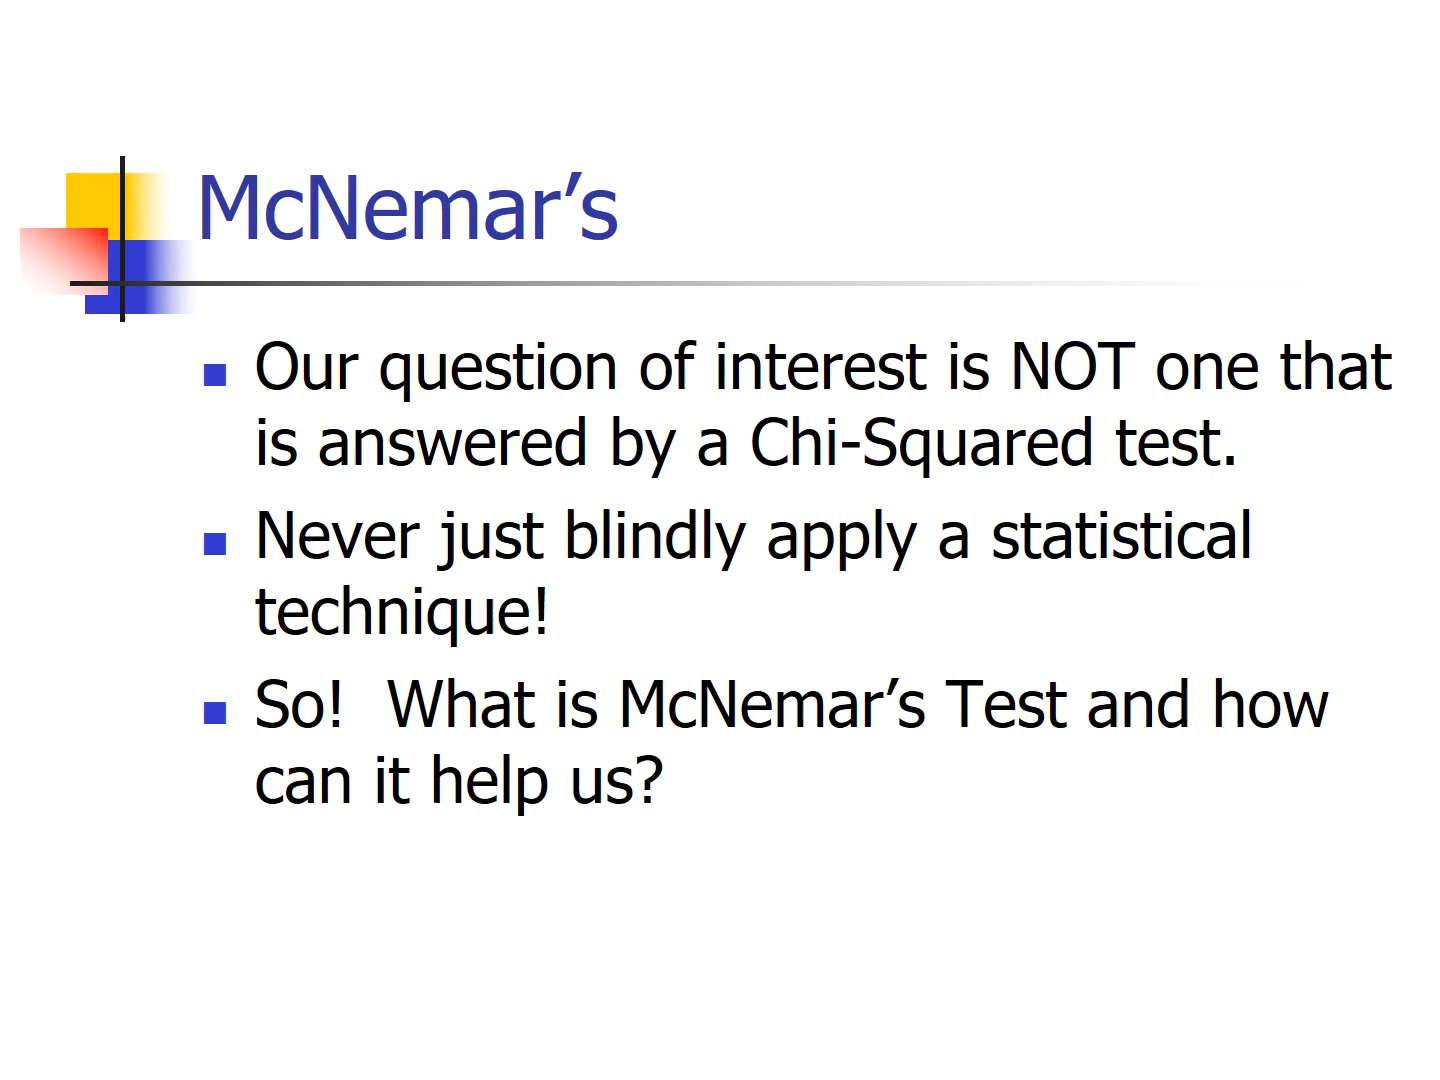 McNemar’s
Our question of interest is NOT one that
is answered by a Chi-Squared test.
Never just blindly apply a statistical
technique!
So!  What is McNemar’s Test and how
can it help us?